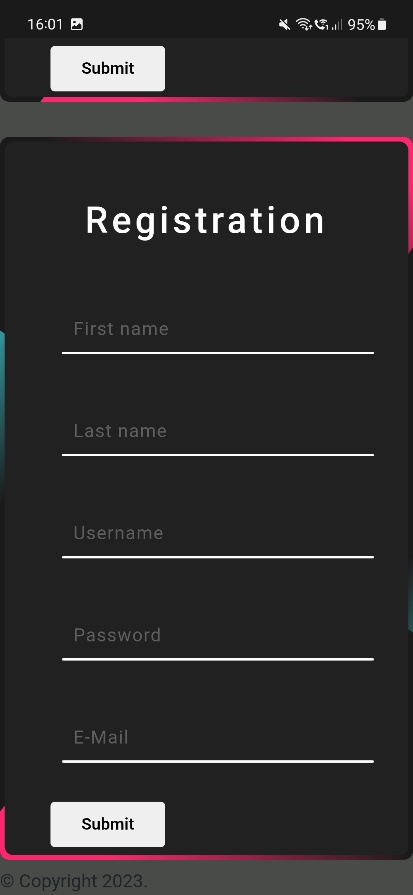 16:01 95%
Submit
Registration
First name
Last name
Username
Password
E-Mail
Submit
© Copyright 2023.